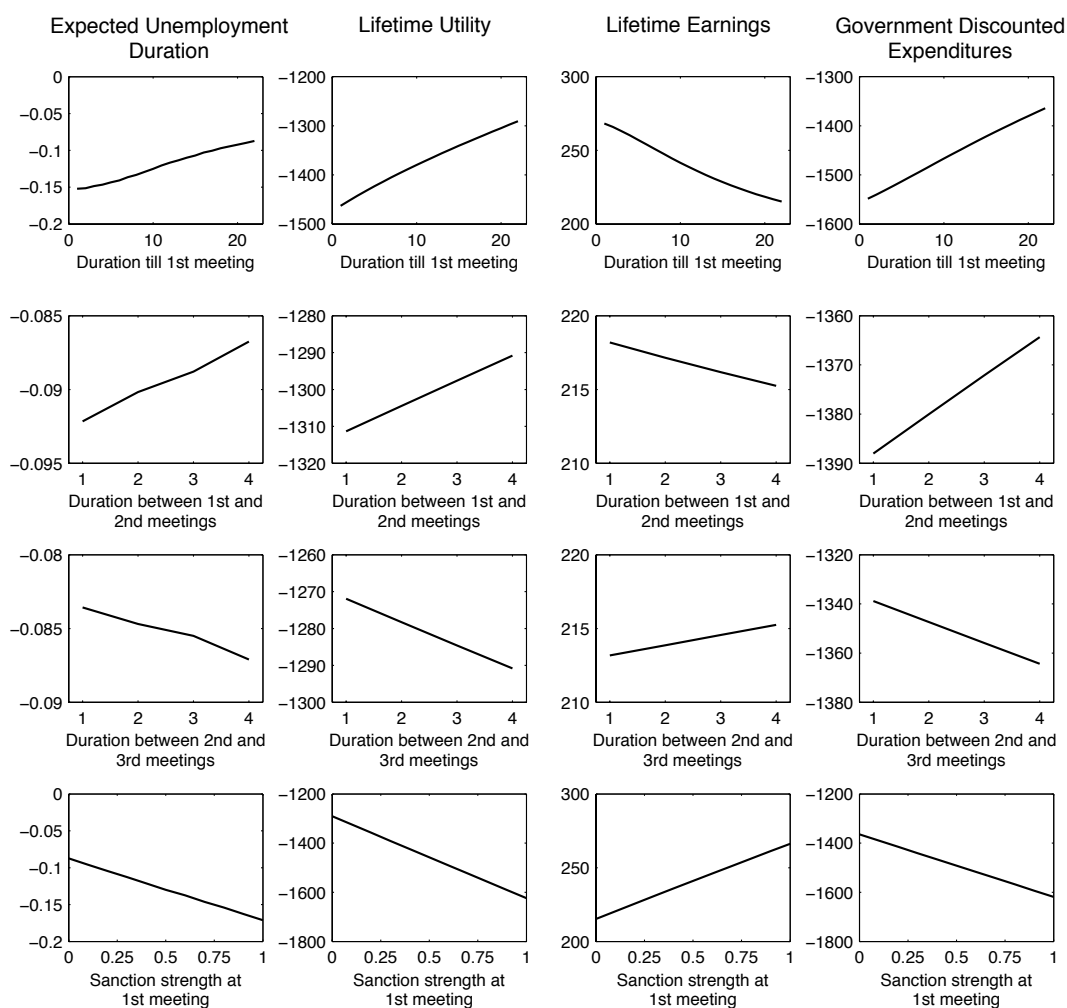 Expected Unemployment
Duration
Lifetime Utility
Lifetime Earnings
Government Discounted
Expenditures
0
−0.05
−0.1
−0.15
−0.2
0 10 20
Duration till 1st meeting
−1200
−1300
−1400
−1500
0 10 20
Duration till 1st meeting
300
250
200
0 10 20
Duration till 1st meeting
−1300
−1400
−1500
−1600
0 10 20
Duration till 1st meeting
−0.085
−0.09
−0.095
1 2 3 4
Duration between 1st and
2nd meetings
−1280
−1290
−1300
−1310
−1320
1 2 3 4
Duration between 1st and
2nd meetings
220
215
210
1 2 3 4
Duration between 1st and
2nd meetings
−1360
−1370
−1380
−1390
1 2 3 4
Duration between 1st and
2nd meetings
−0.08
−0.085
−0.09
1 2 3 4
Duration between 2nd and
3rd meetings
−1260
−1270
−1280
−1290
−1300
1 2 3 4
Duration between 2nd and
3rd meetings
220
215
210
1 2 3 4
Duration between 2nd and
3rd meetings
−1320
−1340
−1360
−1380
1 2 3 4
Duration between 2nd and
3rd meetings
0
−0.05
−0.1
−0.15
−0.2
0 0.25 0.5 0.75 1
Sanction strength at
1st meeting
−1200
−1400
−1600
−1800
0 0.25 0.5 0.75 1
Sanction strength at
1st meeting
300
250
200
0 0.25 0.5 0.75 1
Sanction strength at
1st meeting
−1200
−1400
−1600
−1800
0 0.25 0.5 0.75 1
Sanction strength at
1st meeting